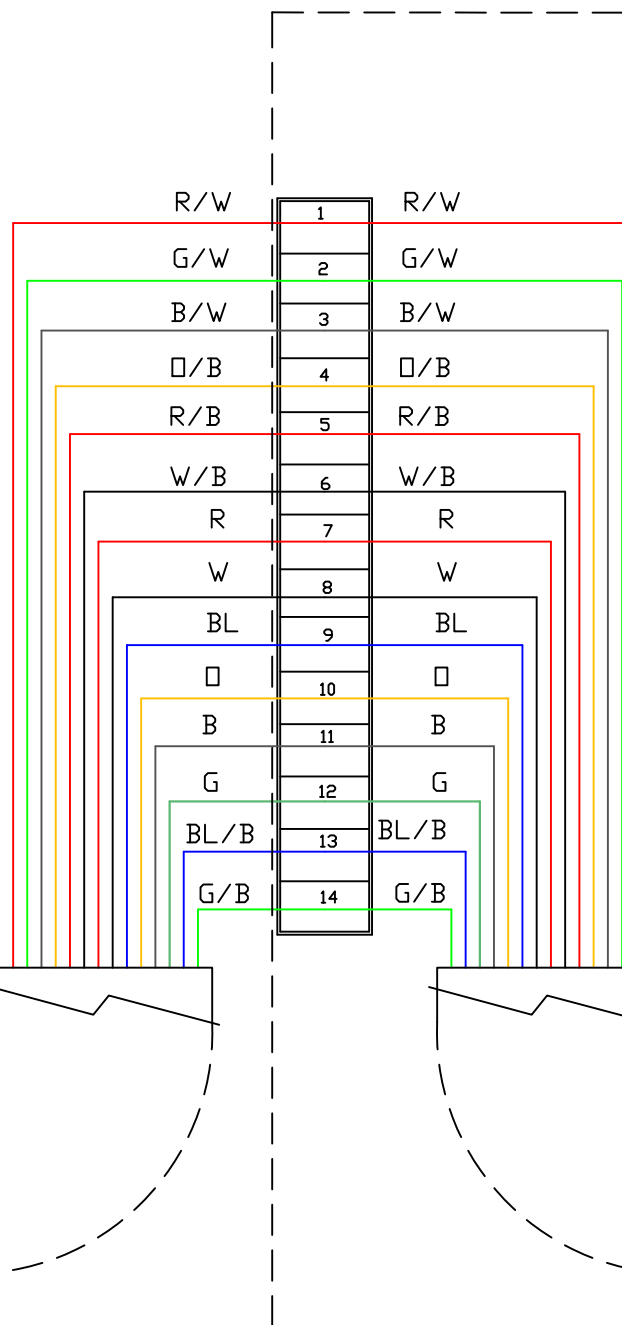 R/W 1 R/W
G/W 2 G/W
B/W 3 B/W
O/B 4 O/B
R/B 5 R/B
W/B 6 W/B
R 7 R
W 8 W
BL 9 BL
O 10 O
B 11 B
G 12 G
BL/B 13 BL/B
G/B 14 G/B